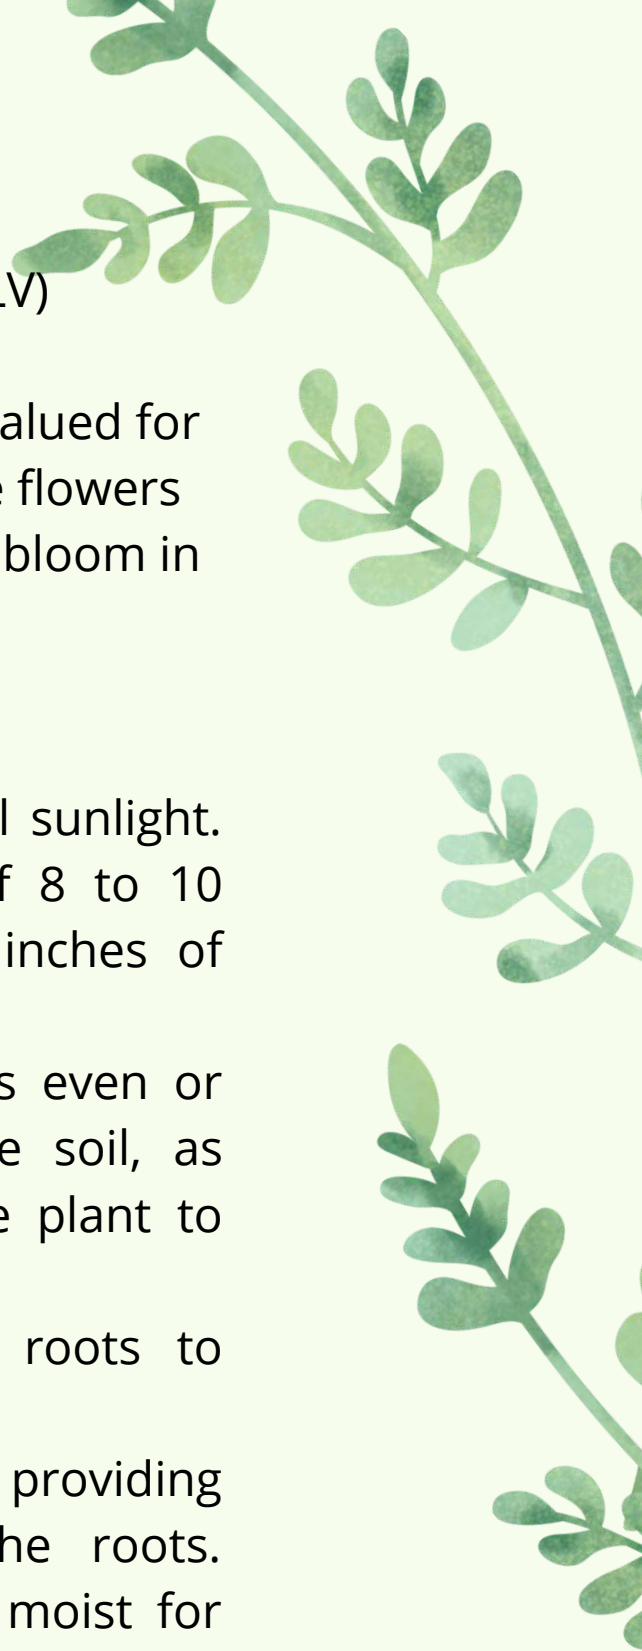 LV)
alued for
e flowers
bloom in
l sunlight.
f 8 to 10
inches of
s even or
e soil, as
e plant to
roots to
providing
he roots.
moist for